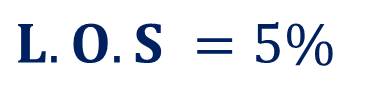 L. O. S = 5%